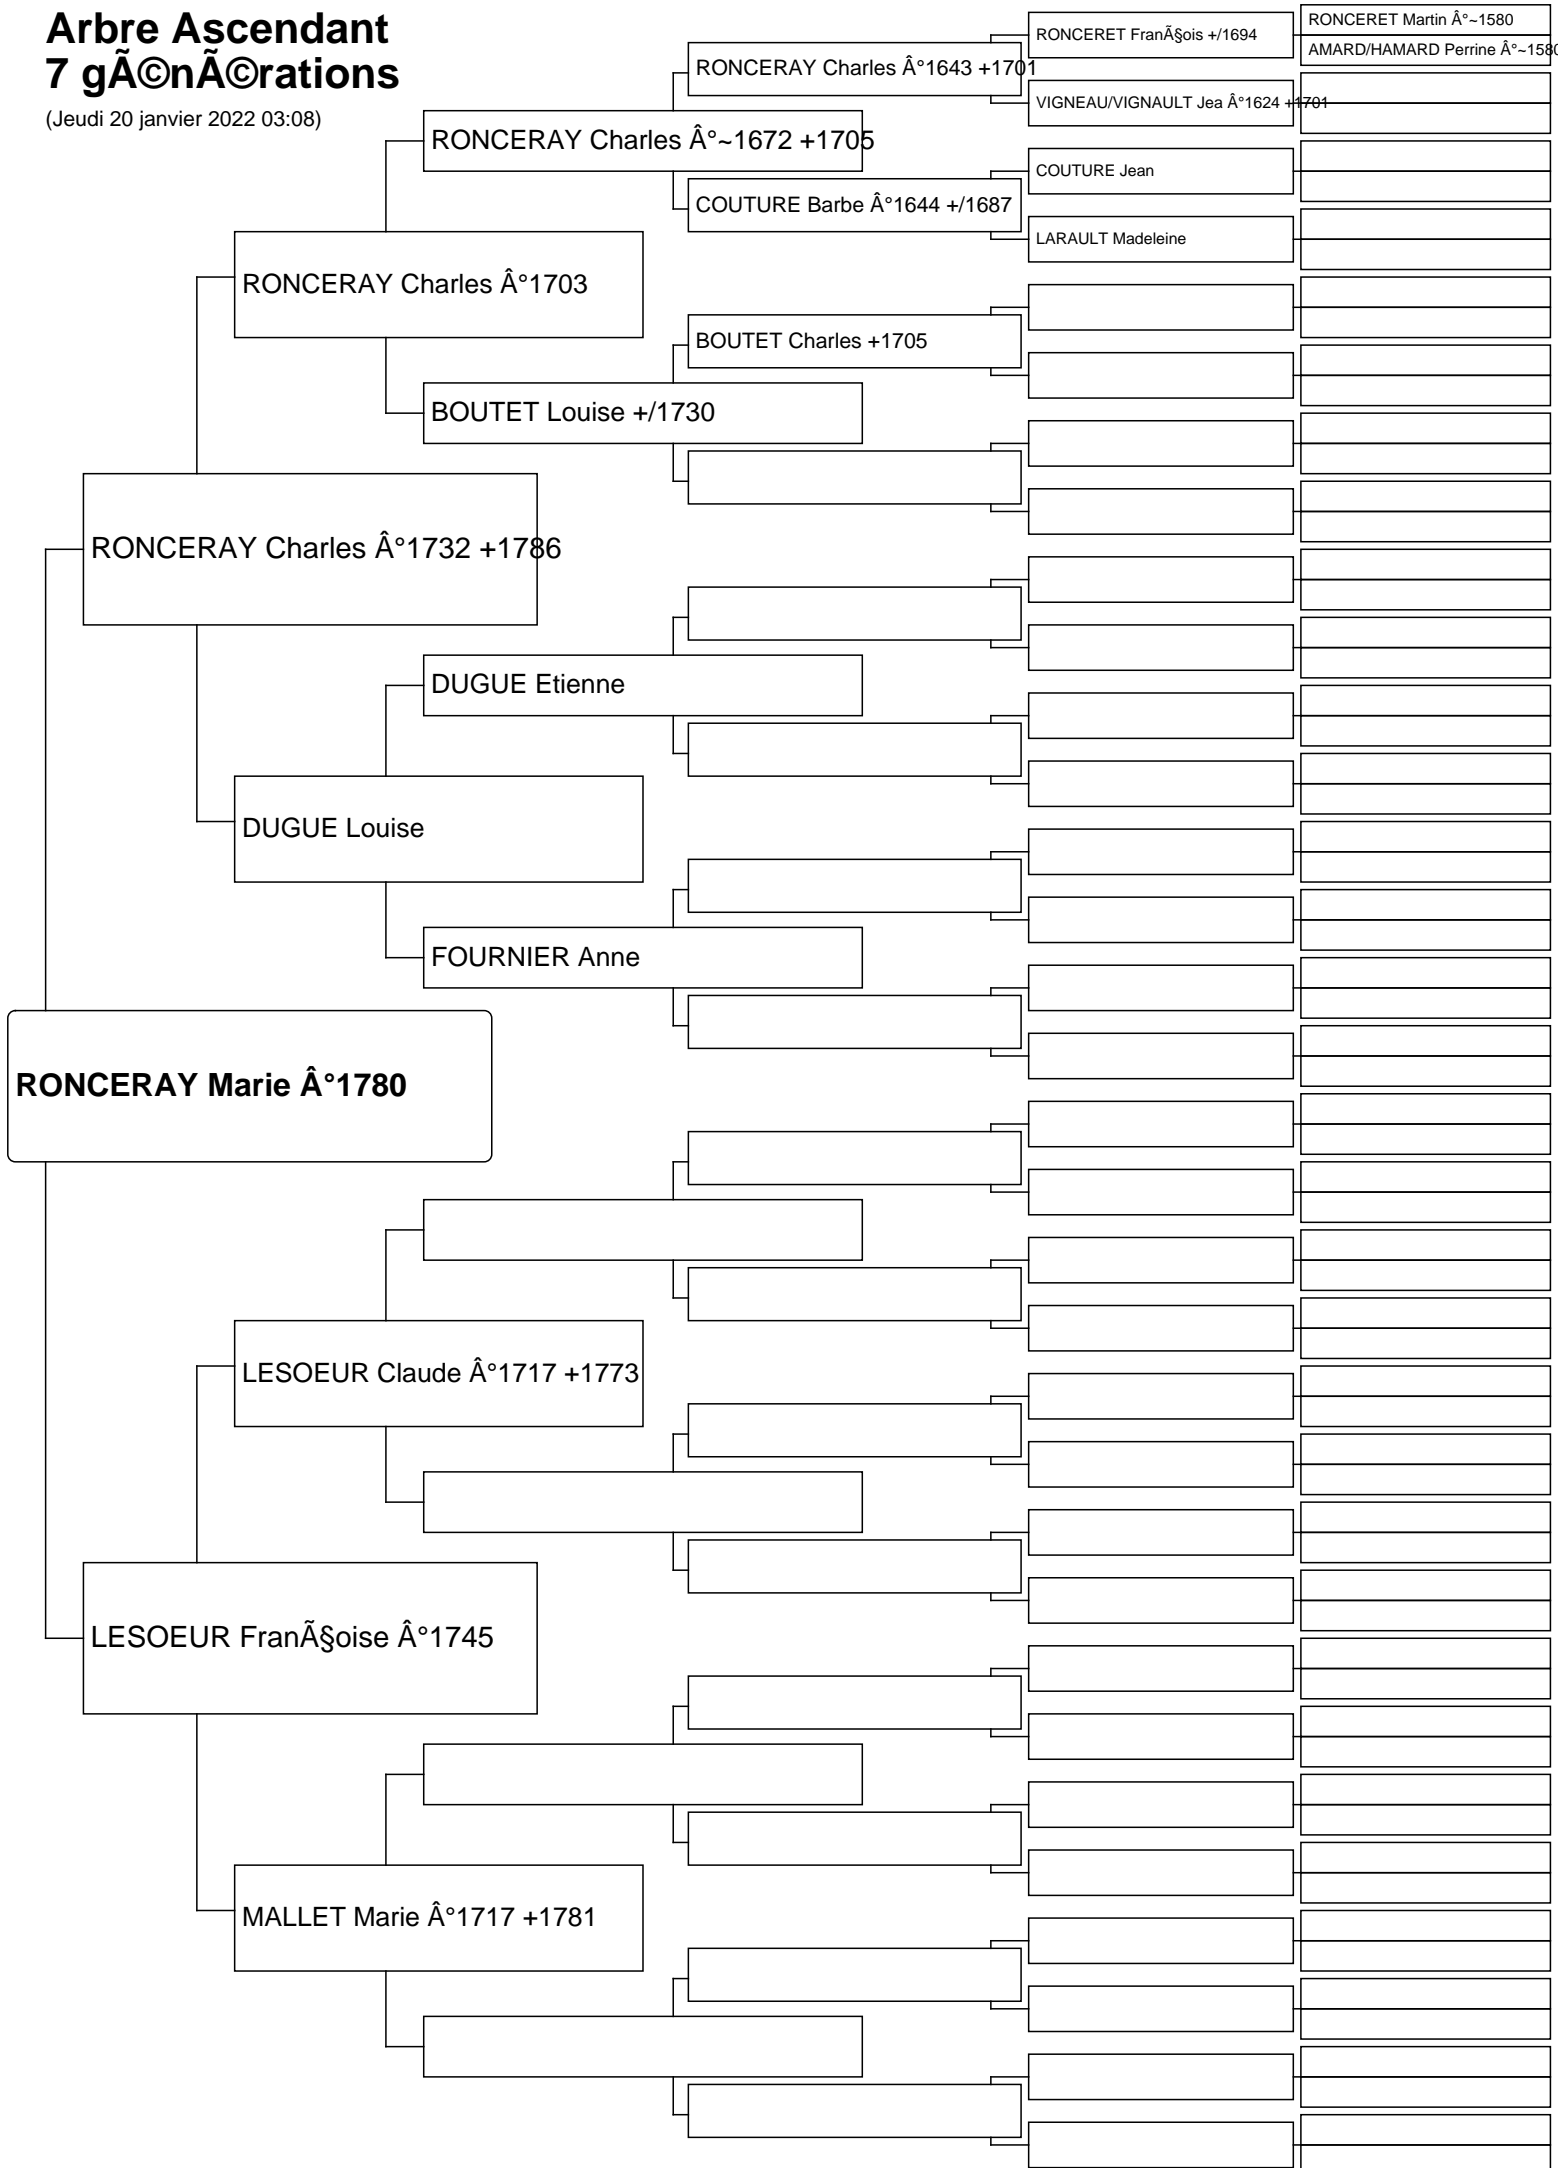 Arbre Ascendant
7 gÃ©nÃ©rations
(Jeudi 20 janvier 2022 03:08)
RONCERET Martin Â°~1580
RONCERET FranÃ§ois +/1694
AMARD/HAMARD Perrine Â°~1580
RONCERAY Charles Â°1643 +1701
VIGNEAU/VIGNAULT Jea Â°1624 +1701
RONCERAY Charles Â°~1672 +1705
COUTURE Jean
COUTURE Barbe Â°1644 +/1687
LARAULT Madeleine
RONCERAY Charles Â°1703
BOUTET Charles +1705
BOUTET Louise +/1730
RONCERAY Charles Â°1732 +1786
DUGUE Etienne
DUGUE Louise
FOURNIER Anne
RONCERAY Marie Â°1780
LESOEUR Claude Â°1717 +1773
LESOEUR FranÃ§oise Â°1745
MALLET Marie Â°1717 +1781